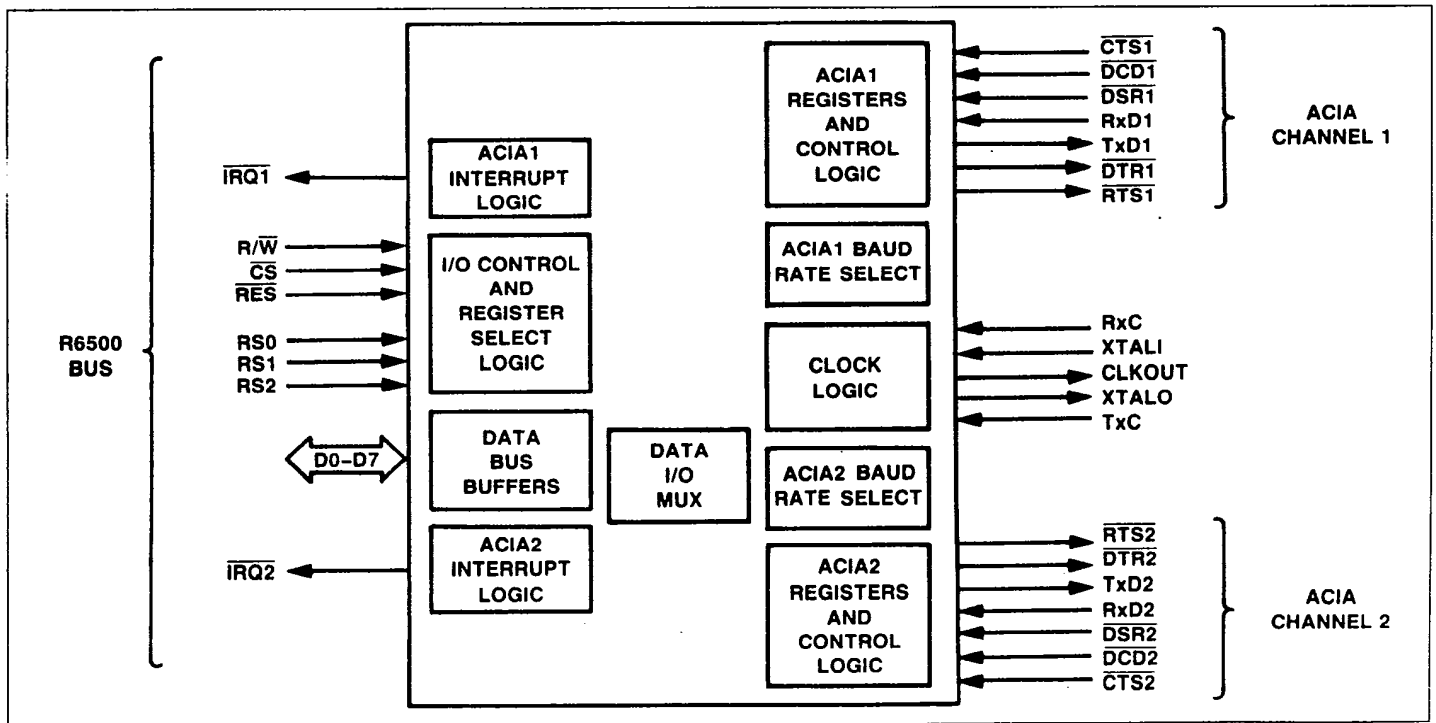 R6500
BUS
IRQ1
R/W
CS
RES
RS0
RS1
RS2
D0–D7
IRQ2
ACIA1
INTERRUPT
LOGIC
I/O CONTROL
AND
REGISTER
SELECT
LOGIC
DATA
BUS
BUFFERS
ACIA2
INTERRUPT
LOGIC
DATA
I/O
MUX
ACIA1
REGISTERS
AND
CONTROL
LOGIC
ACIA1 BAUD
RATE SELECT
CLOCK
LOGIC
ACIA2 BAUD
RATE SELECT
ACIA2
REGISTERS
AND
CONTROL
LOGIC
CTS1
DCD1
DSR1
RxD1
TxD1
DTR1
RTS1
ACIA
CHANNEL 1
RxC
XTALI
CLKOUT
XTALO
TxC
RTS2
DTR2
TxD2
RxD2
DSR2
DCD2
CTS2
ACIA
CHANNEL 2